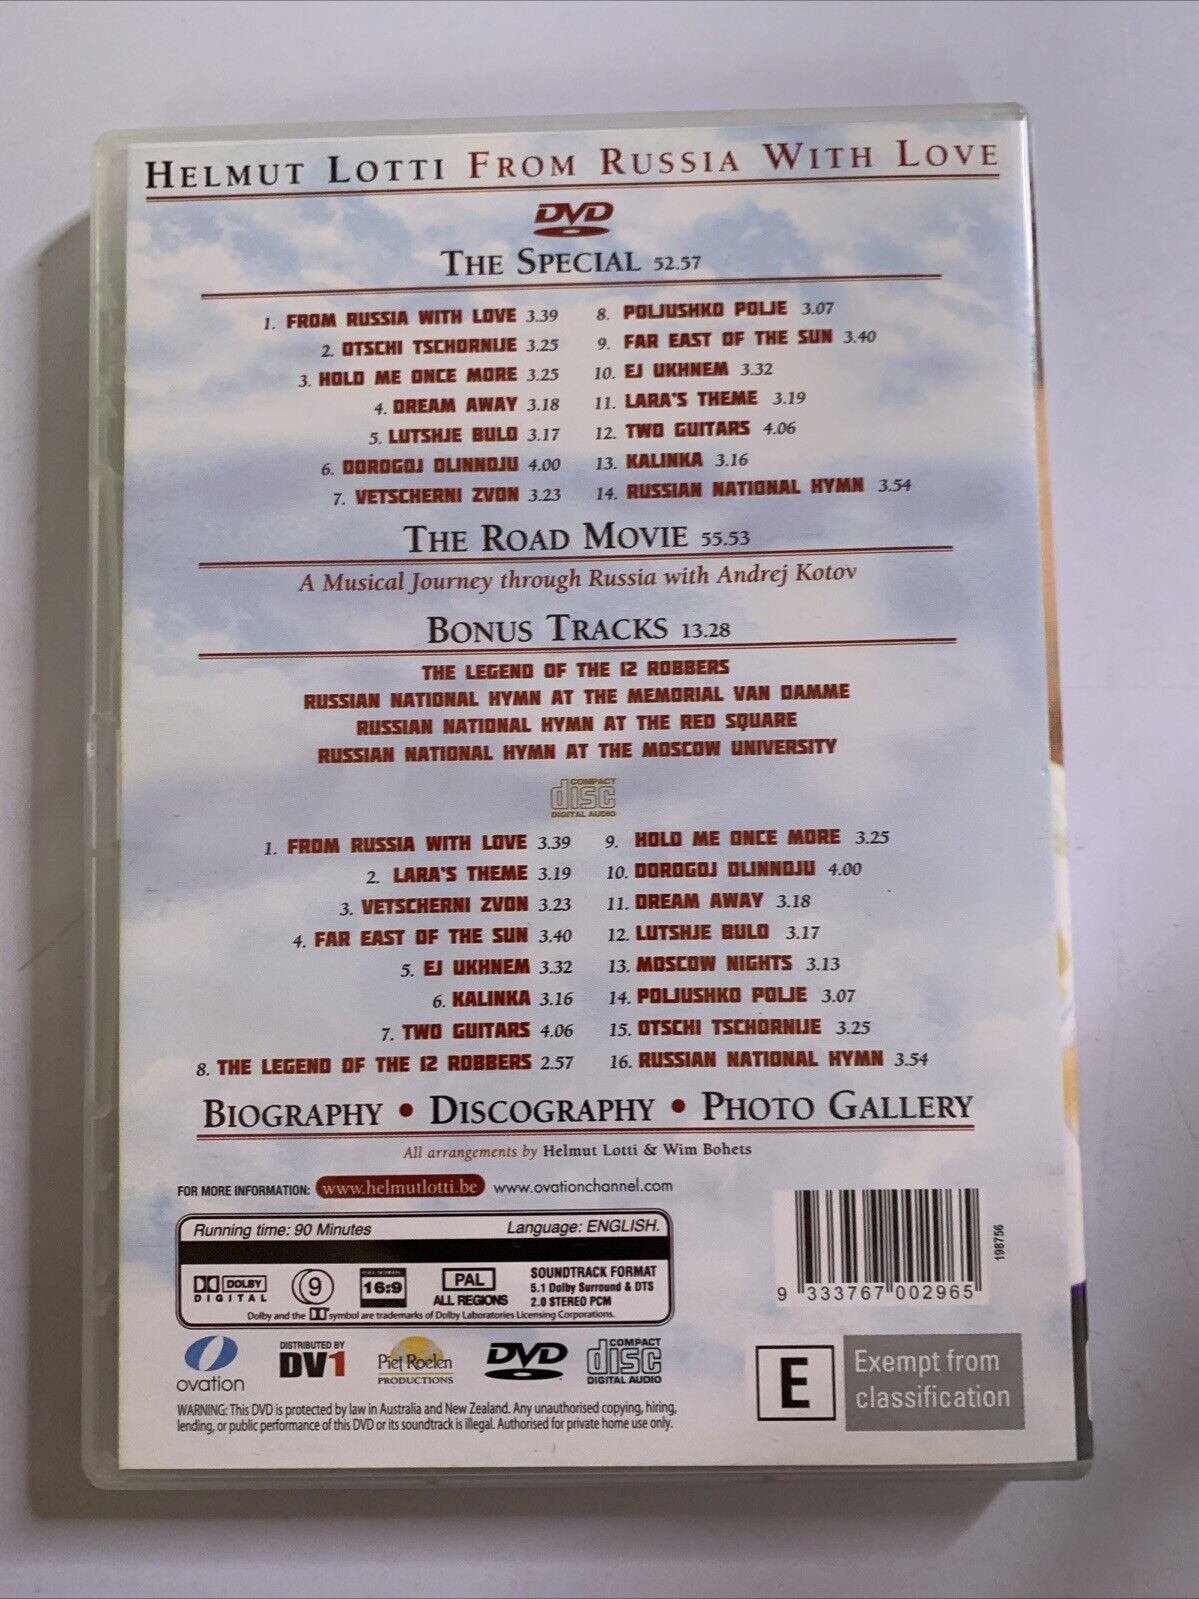 HELMUT LOTTI FROM RUSSIA WITH LOVE
DVD
THE SPECIAL 52.57
1. FROM RUSSIA WITH LOVE 3.39
2. OTSCHI TSCHORNIJE 3.25
3. HOLD ME ONCE MORE 3.25
4. DREAM AWAY 3.18
5. LUTSHJE BULO 3.17
6. DOROGOJ DLINNOJU 4.00
7. VETSCHERNI ZVON 3.23
8. POLJUSHKO POLJE 3.07
9. FAR EAST OF THE SUN 3.40
10. EJ UKHNEM 3.32
11. LARA'S THEME 3.19
12. TWO GUITARS 4.06
13. KALINKA 3.16
14. RUSSIAN NATIONAL HYMN 3.54
THE ROAD MOVIE 55.53
A Musical Journey through Russia with Andrej Kotov
BONUS TRACKS 13.28
THE LEGEND OF THE 12 ROBBERS
RUSSIAN NATIONAL HYMN AT THE MEMORIAL VAN DAMME
RUSSIAN NATIONAL HYMN AT THE RED SQUARE
RUSSIAN NATIONAL HYMN AT THE MOSCOW UNIVERSITY
COMPACT
disc
DIGITAL AUDIO
1. FROM RUSSIA WITH LOVE 3.39
2. LARA'S THEME 3.19
3. VETSCHERNI ZVON 3.23
4. FAR EAST OF THE SUN 3.40
5. EJ UKHNEM 3.32
6. KALINKA 3.16
7. TWO GUITARS 4.06
8. THE LEGEND OF THE 12 ROBBERS 2.57
9. HOLD ME ONCE MORE 3.25
10. DOROGOJ DLINNOJU 4.00
11. DREAM AWAY 3.18
12. LUTSHJE BULO 3.17
13. MOSCOW NIGHTS 3.13
14. POLJUSHKO POLJE 3.07
15. OTSCHI TSCHORNIJE 3.25
16. RUSSIAN NATIONAL HYMN 3.54
BIOGRAPHY • DISCOGRAPHY • PHOTO GALLERY
All arrangements by Helmut Lotti & Wim Bohets
FOR MORE INFORMATION: www.helmutlotti.be www.ovationchannel.com
Running time: 90 Minutes Language: ENGLISH.
DOLBY
DIGITAL
9
16:9
PAL
ALL REGIONS
SOUNDTRACK FORMAT
5.1 Dolby Surround & DTS
2.0 STEREO PCM
Dolby and the symbol are trademarks of Dolby Laboratories Licensing Corporations.
9 333767 002965
198756
ovation
DISTRIBUTED BY
DV1
Piet Roelen
PRODUCTIONS
DVD
COMPACT
disc
DIGITAL AUDIO
E
Exempt from
classification
WARNING: This DVD is protected by law in Australia and New Zealand. Any unauthorised copying, hiring,
lending, or public performance of this DVD or its soundtrack is illegal. Authorised for private home use only.